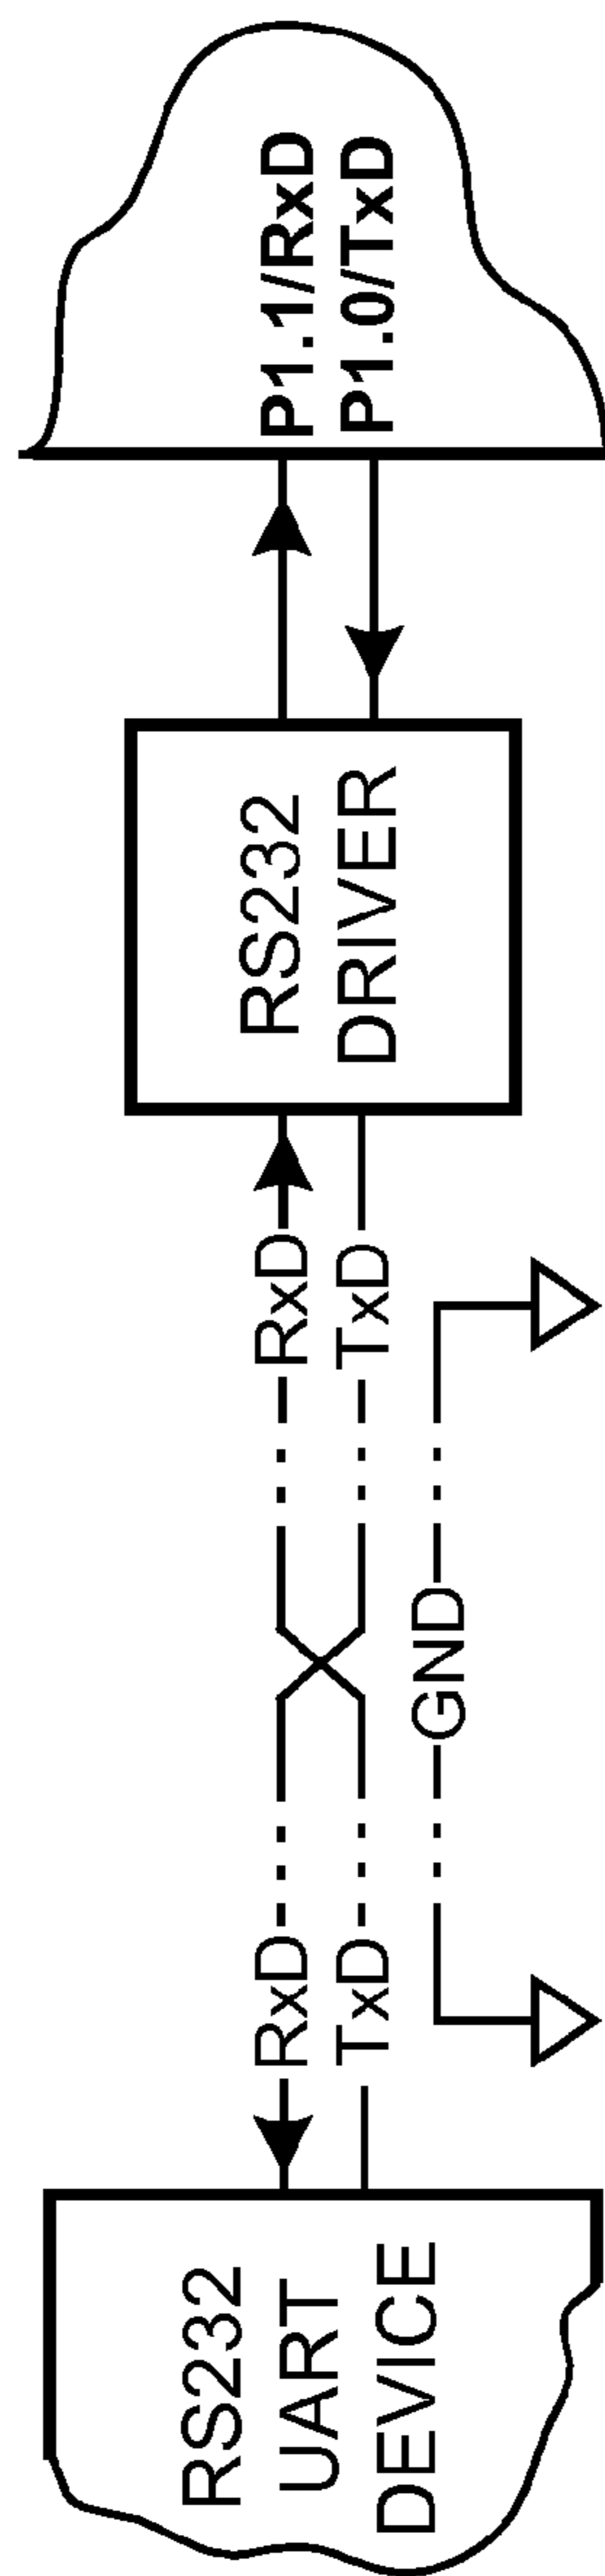 RS232
UART
DEVICE
RxD
TxD
GND
RxD
TxD
RS232
DRIVER
P1.1/RxD
P1.0/TxD